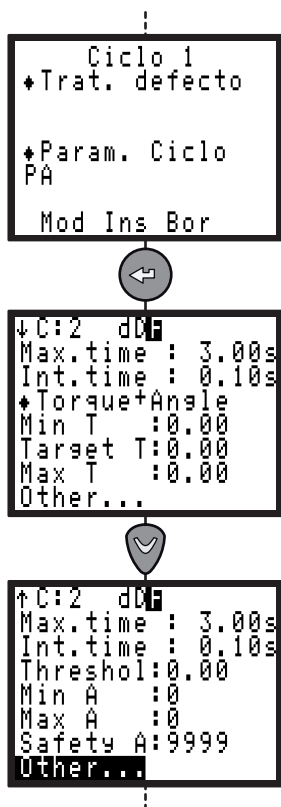 Ciclo 1
♦Trat. defecto
♦Param. Ciclo
PA
Mod Ins Bor
↓C:2 dDF
Max.time : 3.00s
Int.time : 0.10s
♦Torque+Angle
Min T :0.00
Target T:0.00
Max T :0.00
Other...
↑C:2 dDF
Max.time : 3.00s
Int.time : 0.10s
Threshol:0.00
Min A :0
Max A :0
Safety A:9999
Other...